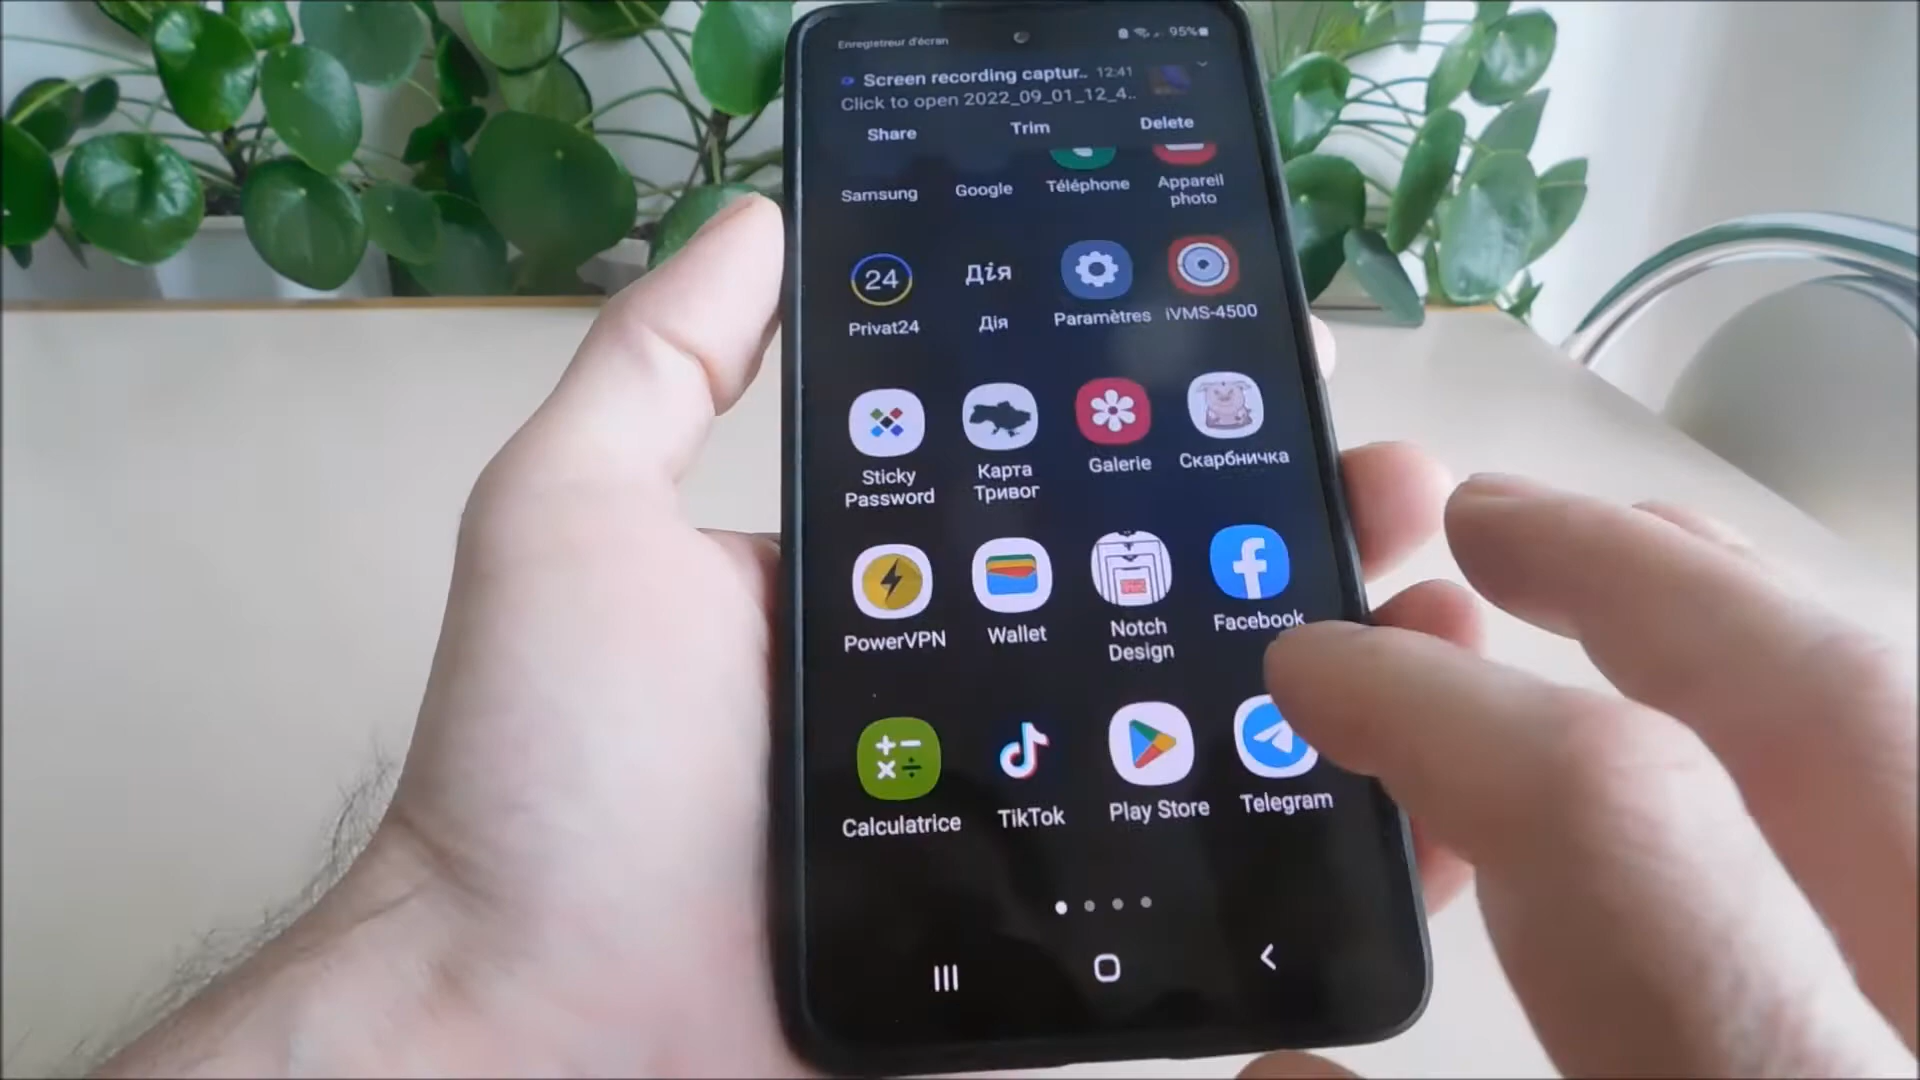 Enregistreur d'écran
95%
Screen recording captur.. 12:41
Click to open 2022_09_01_12_4..
Share Trim Delete
Samsung Google Téléphone Appareil photo
24 Дія
Privat24 Дія Paramètres iVMS-4500
Sticky Password Карта Тривог Galerie Скарбничка
PowerVPN Wallet Notch Design Facebook
Calculatrice TikTok Play Store Telegram